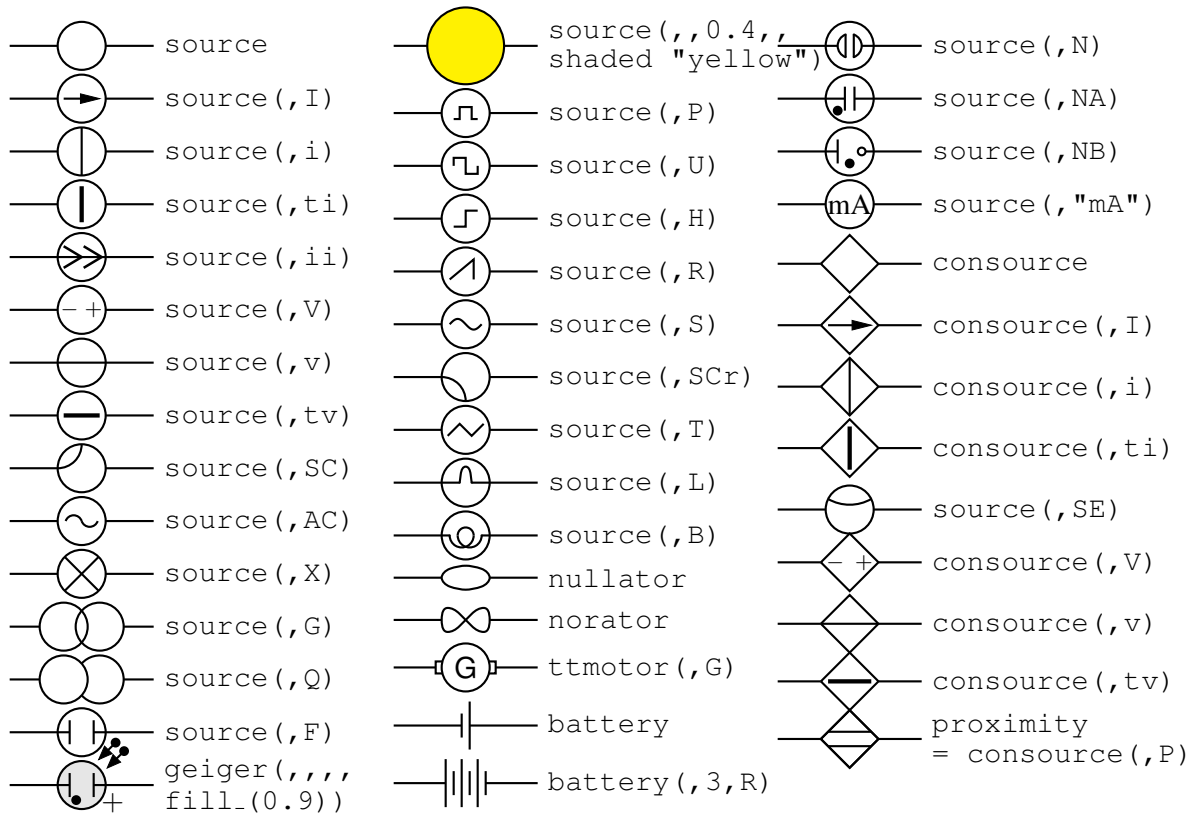 source
source(,I)
source(,i)
source(,ti)
source(,ii)
− +
source(,V)
source(,v)
source(,tv)
source(,SC)
source(,AC)
source(,X)
source(,G)
source(,Q)
source(,F)
+
geiger(,,,,
fill_(0.9))
source(,,0.4,,
shaded "yellow")
source(,P)
source(,U)
source(,H)
source(,R)
source(,S)
source(,SCr)
source(,T)
source(,L)
source(,B)
nullator
norator
G
ttmotor(,G)
battery
battery(,3,R)
source(,N)
source(,NA)
source(,NB)
mA
source(,"mA")
consource
consource(,I)
consource(,i)
consource(,ti)
source(,SE)
− +
consource(,V)
consource(,v)
consource(,tv)
proximity
= consource(,P)